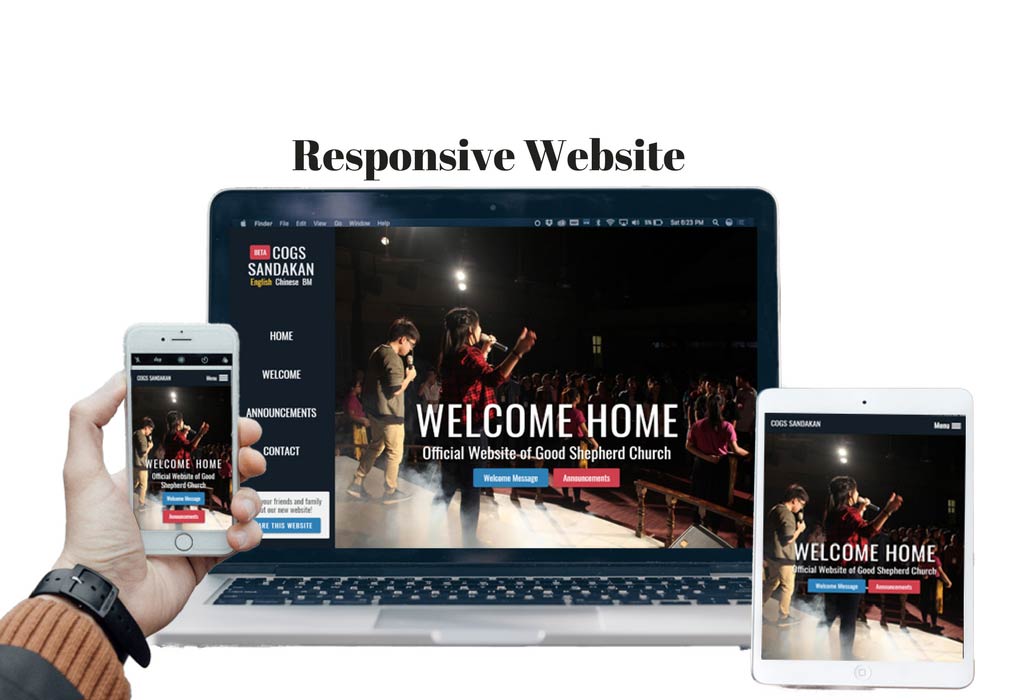 Responsive Website
Finder File Edit View Go Window Help
Sat 6:23 PM
BETA COGS
SANDAKAN
English Chinese BM
HOME
WELCOME
ANNOUNCEMENTS
CONTACT
your friends and family
out our new website!
ARE THIS WEBSITE
WELCOME HOME
Official Website of Good Shepherd Church
Welcome Message Announcements
COGS SANDAKAN Menu
WELCOME HOME
Official Website of Good
Shepherd Church
Welcome Message
Announcements
COGS SANDAKAN Menu
WELCOME HOME
Official Website of Good Shepherd Church
Welcome Message Announcements